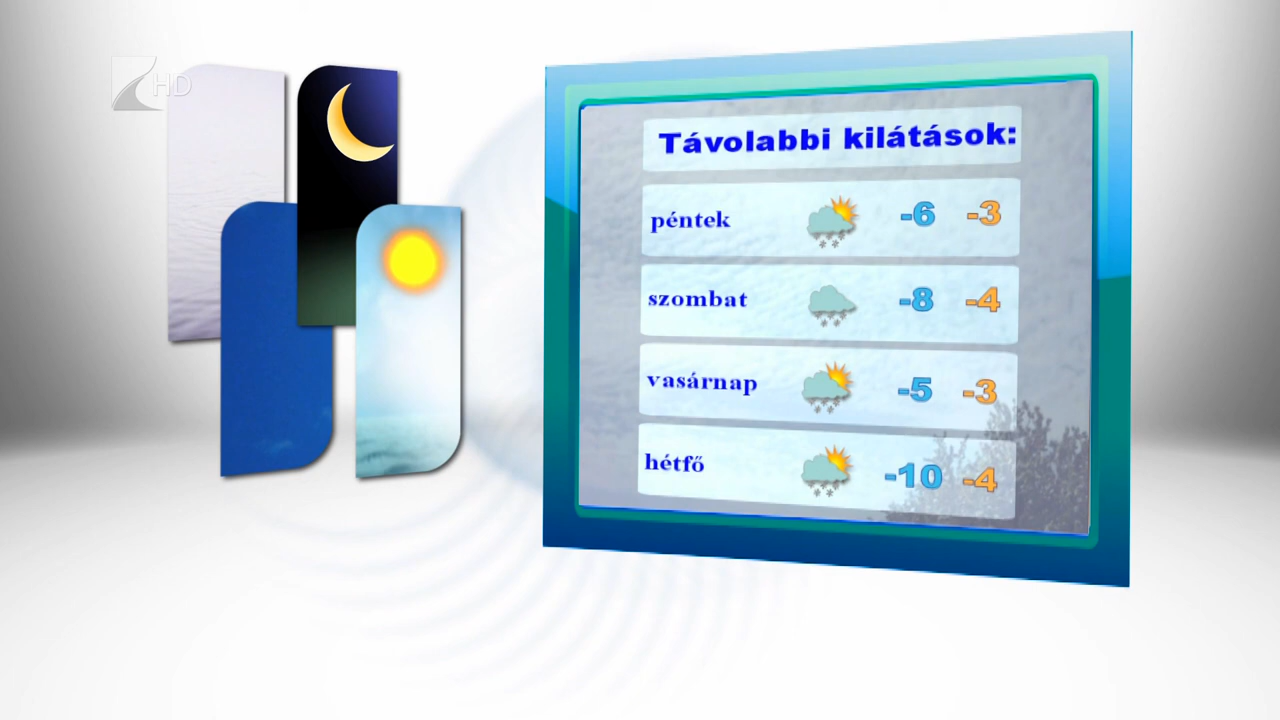 HD
Távolabbi kilátások:
péntek -6 -3
szombat -8 -4
vasárnap -5 -3
hétfő -10 -4